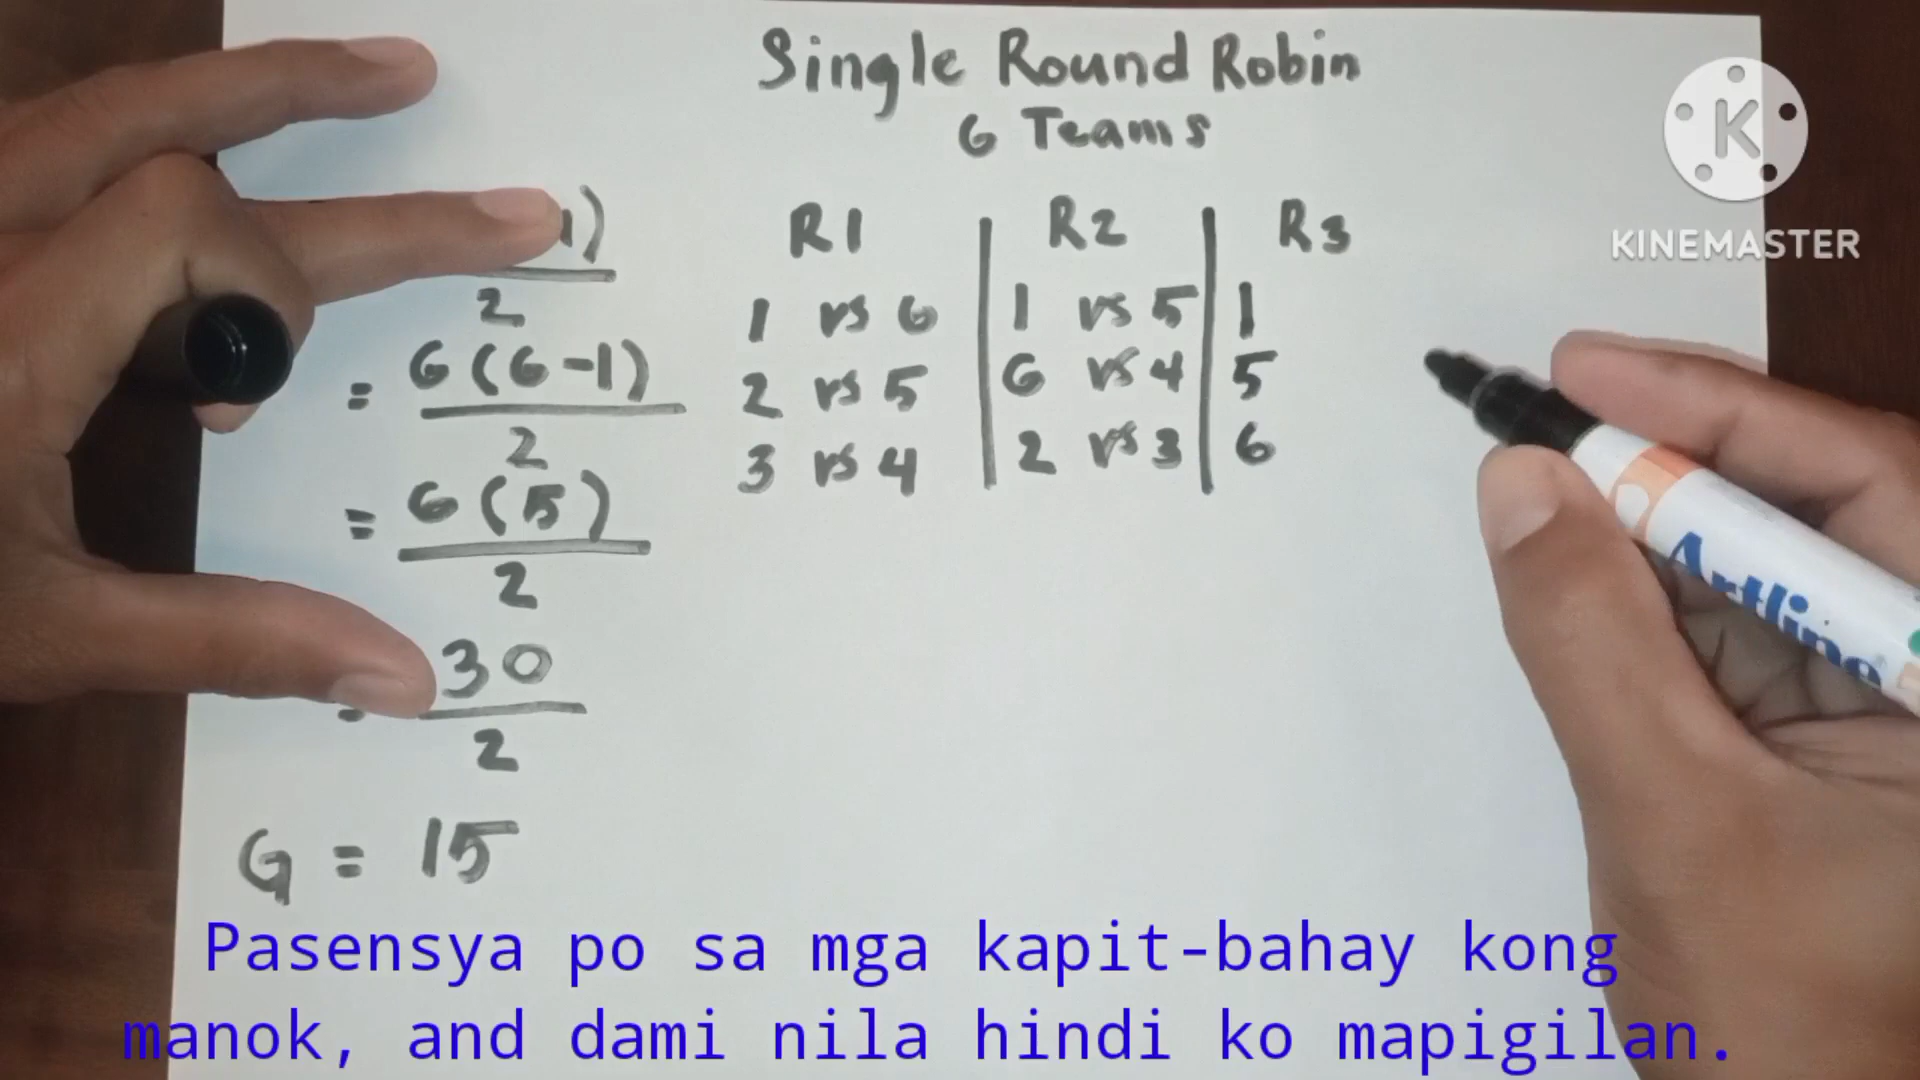 Single Round Robin
6 Teams
1)
2
= 6(6-1)
2
= 6(5)
2
30
2
G = 15
R1 R2 R3
1 vs 6 1 vs 5 1
2 vs 5 6 vs 4 5
3 vs 4 2 vs 3 6
K
KINEMASTER
Artline
Pasensya po sa mga kapit-bahay kong
manok, and dami nila hindi ko mapigilan.